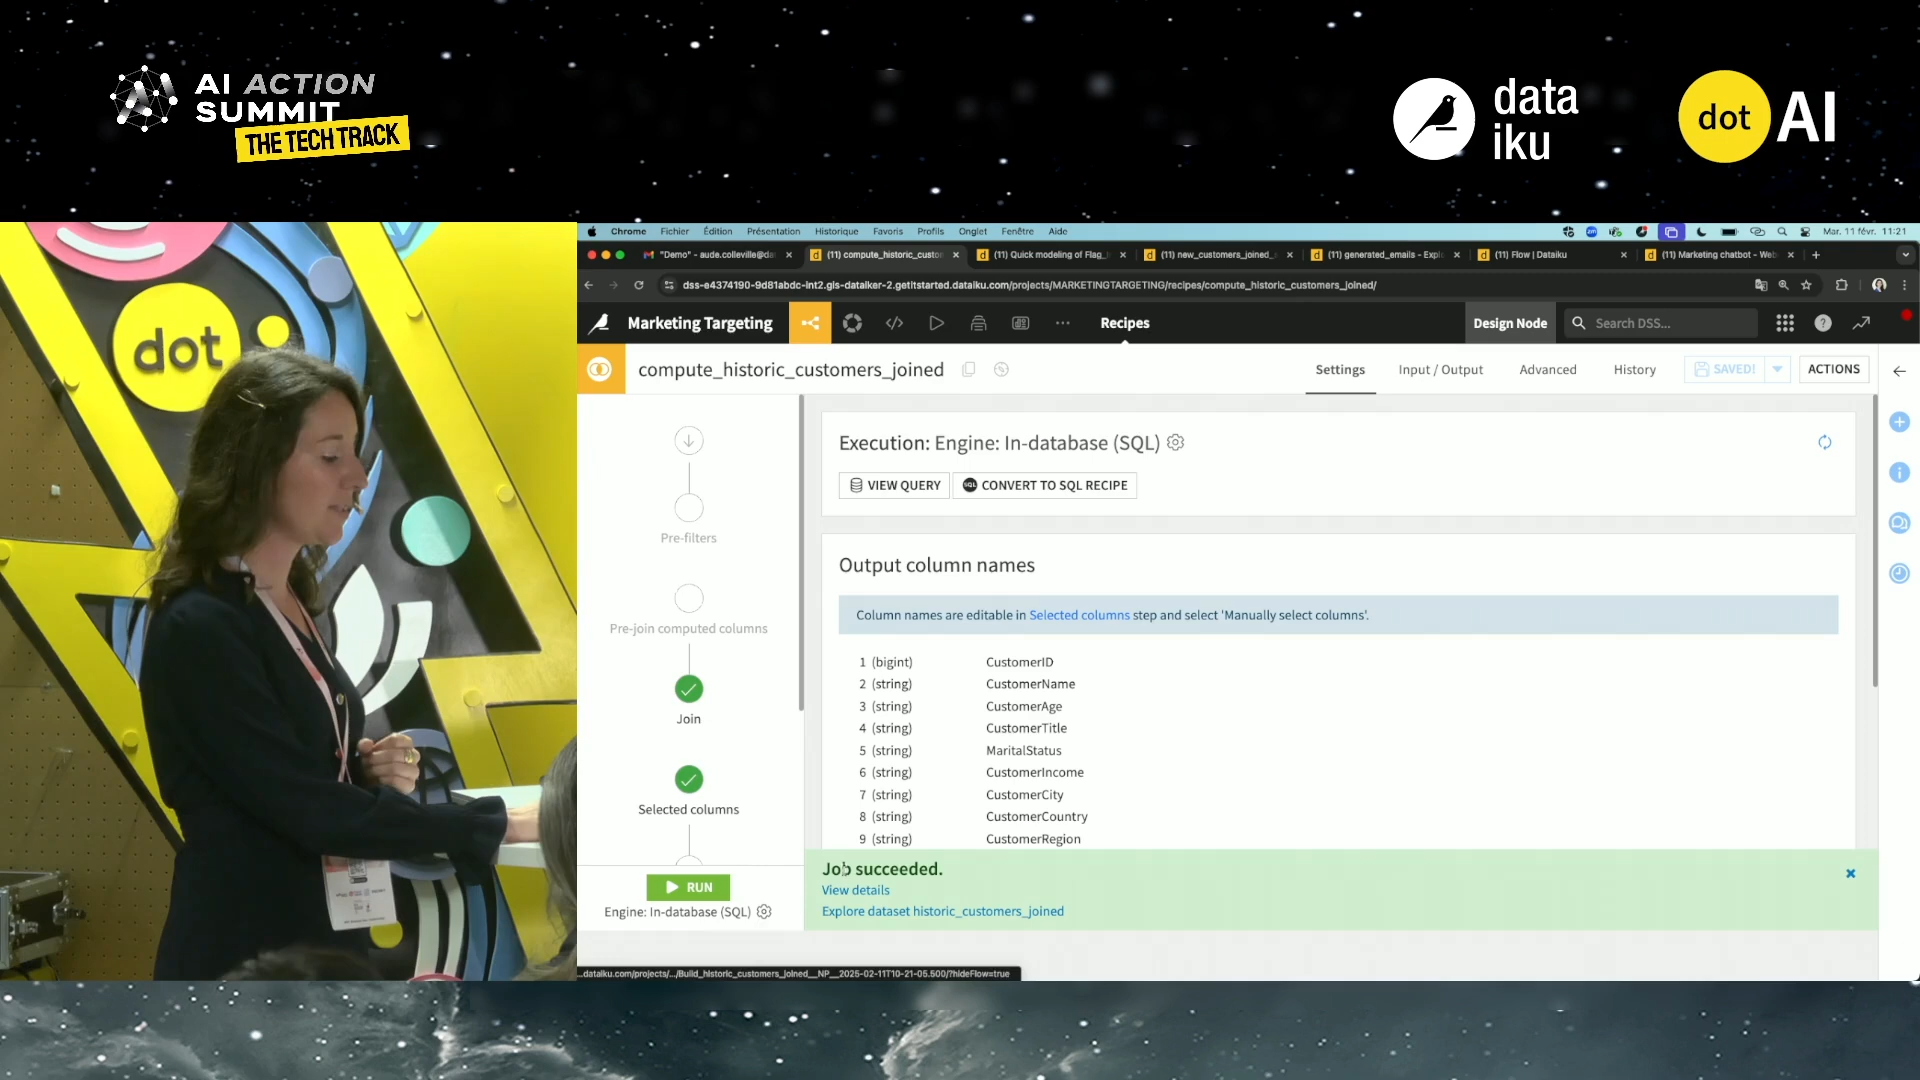 AI ACTION
SUMMIT
THE TECH TRACK
data
iku
dot AI
dot
Chrome Fichier Édition Présentation Historique Favoris Profils Onglet Fenêtre Aide
Mar. 11 févr. 11:21
"Demo" - aude.colleville@da
(11) compute_historic_custo
(11) Quick modeling of Flag_
(11) new_customers_joined_
(11) generated_emails - Expl
(11) Flow | Dataiku
(11) Marketing chatbot - Web
dss-e4374190-9d81abdc-int2.gis-dataiker-2.getitstarted.dataiku.com/projects/MARKETINGTARGETING/recipes/compute_historic_customers_joined/
Marketing Targeting
Recipes
Design Node
Search DSS...
compute_historic_customers_joined
Settings Input / Output Advanced History
SAVED!
ACTIONS
Pre-filters
Pre-join computed columns
Join
Selected columns
RUN
Engine: In-database (SQL)
Execution: Engine: In-database (SQL)
VIEW QUERY
SQL CONVERT TO SQL RECIPE
Output column names
Column names are editable in Selected columns step and select 'Manually select columns'.
1 (bigint) CustomerID
2 (string) CustomerName
3 (string) CustomerAge
4 (string) CustomerTitle
5 (string) MaritalStatus
6 (string) CustomerIncome
7 (string) CustomerCity
8 (string) CustomerCountry
9 (string) CustomerRegion
Job succeeded.
View details
Explore dataset historic_customers_joined
...dataiku.com/projects/.../Build_historic_customers_joined__NP__2025-02-11T10-21-05.500/?hideFlow=true